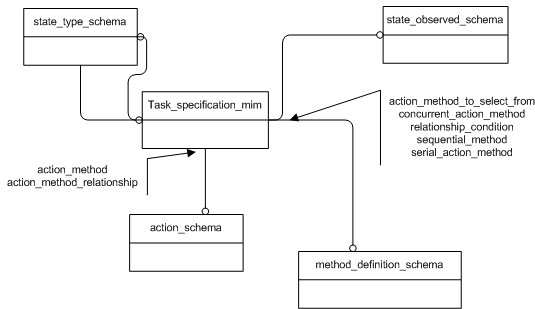 state_type_schema
state_observed_schema
Task_specification_mim
action_method_to_select_from
concurrent_action_method
relationship_condition
sequential_method
serial_action_method
action_method
action_method_relationship
action_schema
method_definition_schema